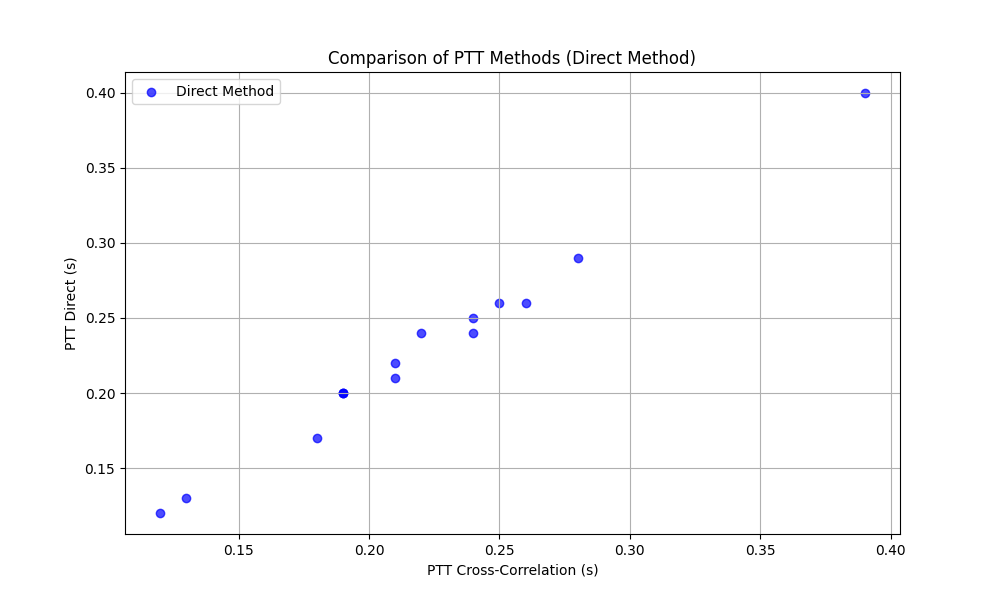 Comparison of PTT Methods (Direct Method)
Direct Method
0.40
0.35
0.30
0.25
0.20
0.15
PTT Direct (s)
0.15 0.20 0.25 0.30 0.35 0.40
PTT Cross-Correlation (s)